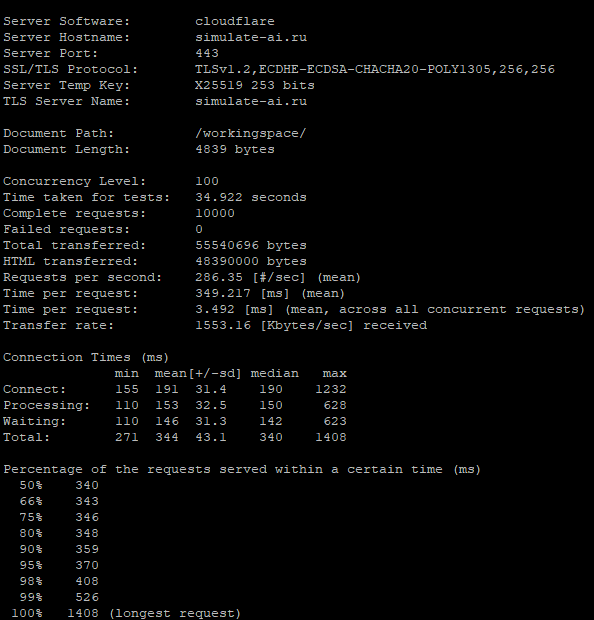 Server Software:        cloudflare
Server Hostname:        simulate-ai.ru
Server Port:            443
SSL/TLS Protocol:       TLSv1.2,ECDHE-ECDSA-CHACHA20-POLY1305,256,256
Server Temp Key:        X25519 253 bits
TLS Server Name:        simulate-ai.ru

Document Path:          /workingspace/
Document Length:        4839 bytes

Concurrency Level:      100
Time taken for tests:   34.922 seconds
Complete requests:      10000
Failed requests:        0
Total transferred:      55540696 bytes
HTML transferred:       48390000 bytes
Requests per second:    286.35 [#/sec] (mean)
Time per request:       349.217 [ms] (mean)
Time per request:       3.492 [ms] (mean, across all concurrent requests)
Transfer rate:          1553.16 [Kbytes/sec] received

Connection Times (ms)
              min  mean[+/-sd] median   max
Connect:      155  191  31.4    190    1232
Processing:   110  153  32.5    150     628
Waiting:      110  146  31.3    142     623
Total:        271  344  43.1    340    1408

Percentage of the requests served within a certain time (ms)
  50%    340
  66%    343
  75%    346
  80%    348
  90%    359
  95%    370
  98%    408
  99%    526
 100%   1408 (longest request)